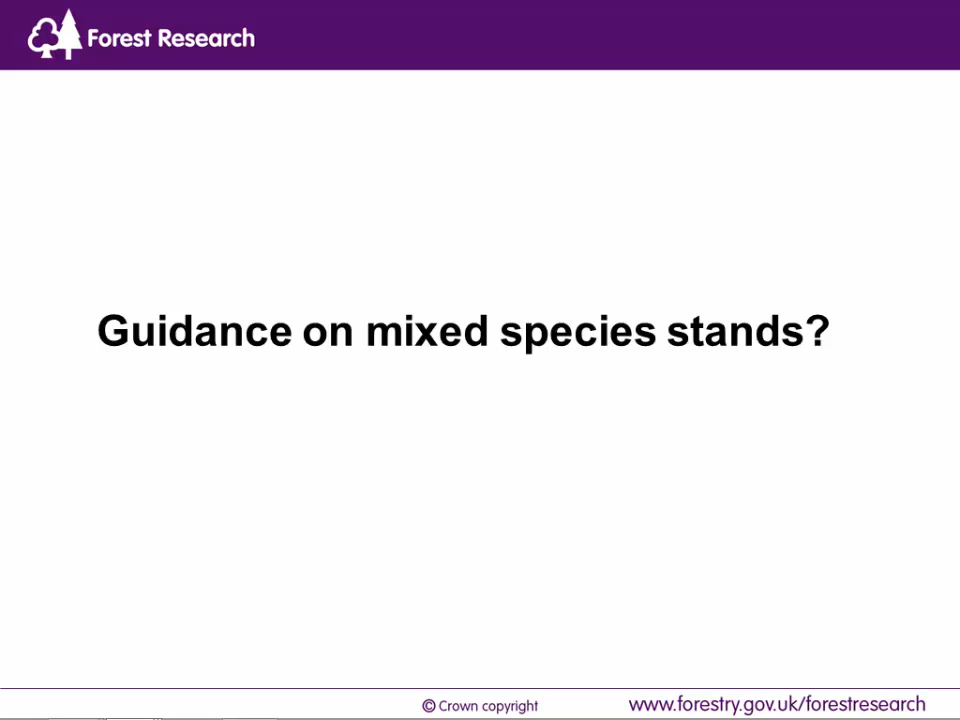 Forest Research
Guidance on mixed species stands?
© Crown copyright
www.forestry.gov.uk/forestresearch